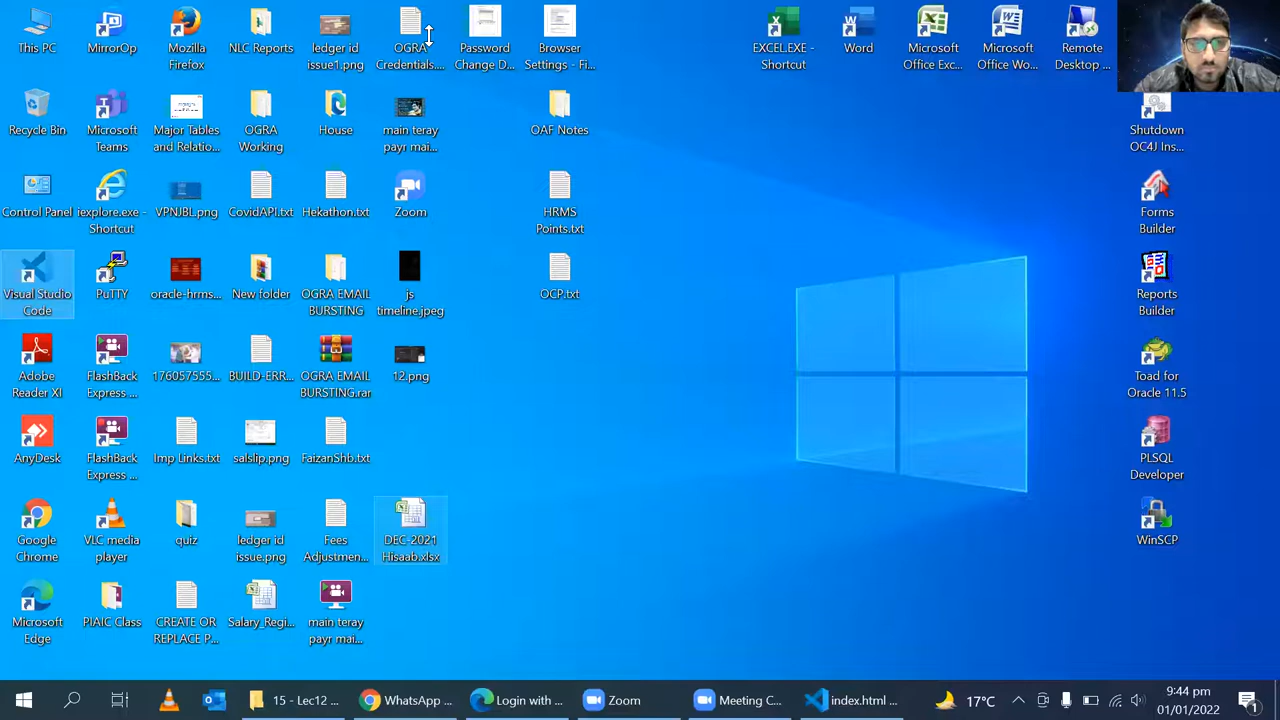 This PC
MirrorOp
Mozilla
Firefox
NLC Reports
ledger id
issue1.png
OGRA
Credentials....
Password
Change D...
Browser
Settings - Fi...
EXCEL.EXE -
Shortcut
Word
Microsoft
Office Exc...
Microsoft
Office Wo...
Remote
Desktop ...
Recycle Bin
Microsoft
Teams
Major Tables
and Relatio...
OGRA
Working
House
main teray
payr mai...
OAF Notes
Shutdown
OC4J Ins...
Control Panel
iexplore.exe -
Shortcut
VPNJBL.png
CovidAPI.txt
Hekathon.txt
Zoom
HRMS
Points.txt
Forms
Builder
Visual Studio
Code
PuTTY
oracle-hrms...
New folder
OGRA EMAIL
BURSTING
js
timeline.jpeg
OCP.txt
Reports
Builder
Adobe
Reader XI
FlashBack
Express ...
176057555...
BUILD-ERR...
OGRA EMAIL
BURSTING.rar
12.png
Toad for
Oracle 11.5
AnyDesk
FlashBack
Express ...
Imp Links.txt
salslip.png
FaizanShb.txt
PLSQL
Developer
Google
Chrome
VLC media
player
quiz
ledger id
issue.png
Fees
Adjustmen...
DEC-2021
Hisaab.xlsx
WinSCP
Microsoft
Edge
PIAIC Class
CREATE OR
REPLACE P...
Salary_Regi...
main teray
payr mai...
15 - Lec12 ...
WhatsApp ...
Login with ...
Zoom
Meeting C...
index.html ...
17°C
9:44 pm
01/01/2022
1